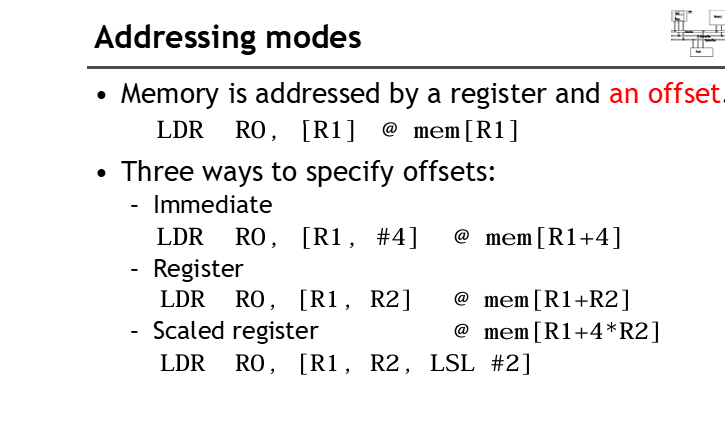 Addressing modes
• Memory is addressed by a register and an offset.
LDR R0, [R1] @ mem[R1]
• Three ways to specify offsets:
– Immediate
LDR R0, [R1, #4] @ mem[R1+4]
– Register
LDR R0, [R1, R2] @ mem[R1+R2]
– Scaled register @ mem[R1+4*R2]
LDR R0, [R1, R2, LSL #2]